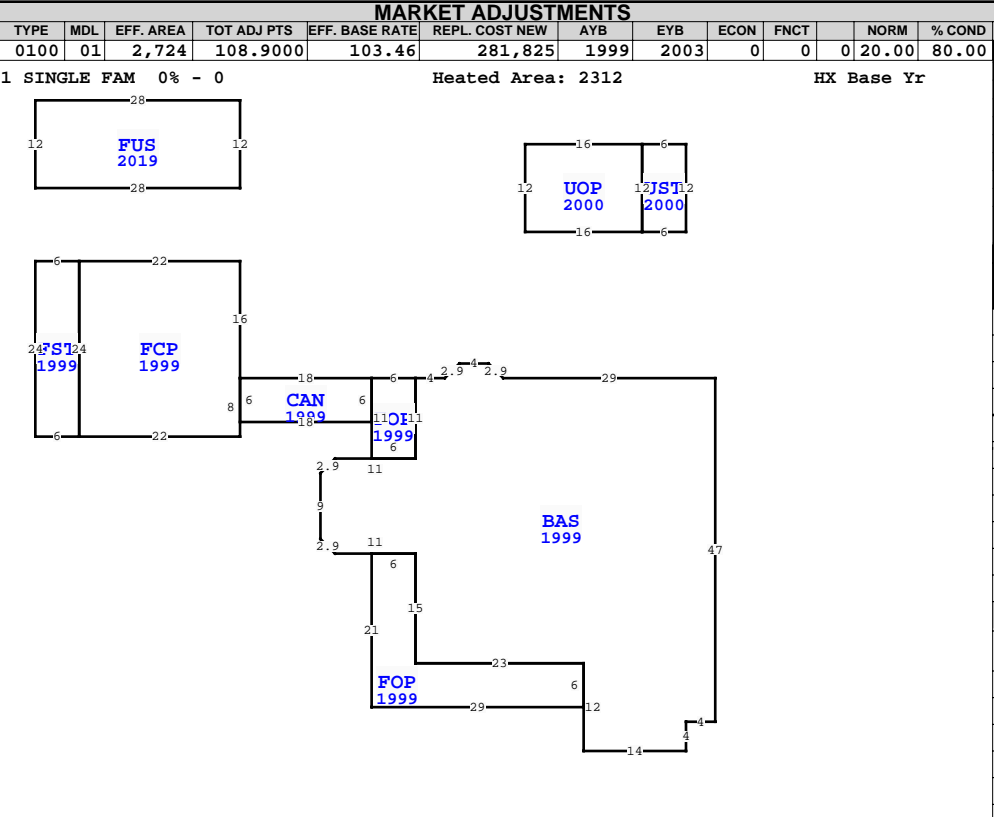 MARKET ADJUSTMENTS
TYPE MDL EFF. AREA TOT ADJ PTS EFF. BASE RATE REPL. COST NEW AYB EYB ECON FNCT NORM % COND
0100 01 2,724 108.9000 103.46 281,825 1999 2003 0 0 0 20.00 80.00
1 SINGLE FAM 0% - 0 Heated Area: 2312 HX Base Yr
28
12 FUS 12
2019
28
16 6
12 UOP 12 UST 12
2000 2000
16 6
6 22
16
24 FST 24 FCP
1999 1999
4
2.9 2.9
18 6 4 29
6 CAN 6
8 1999
18
11 FOP 11
1999
6 22
6
2.9 11
9
BAS
1999
2.9 11
47
6
15
21
23
FOP 6
1999
29 12
4
4
14